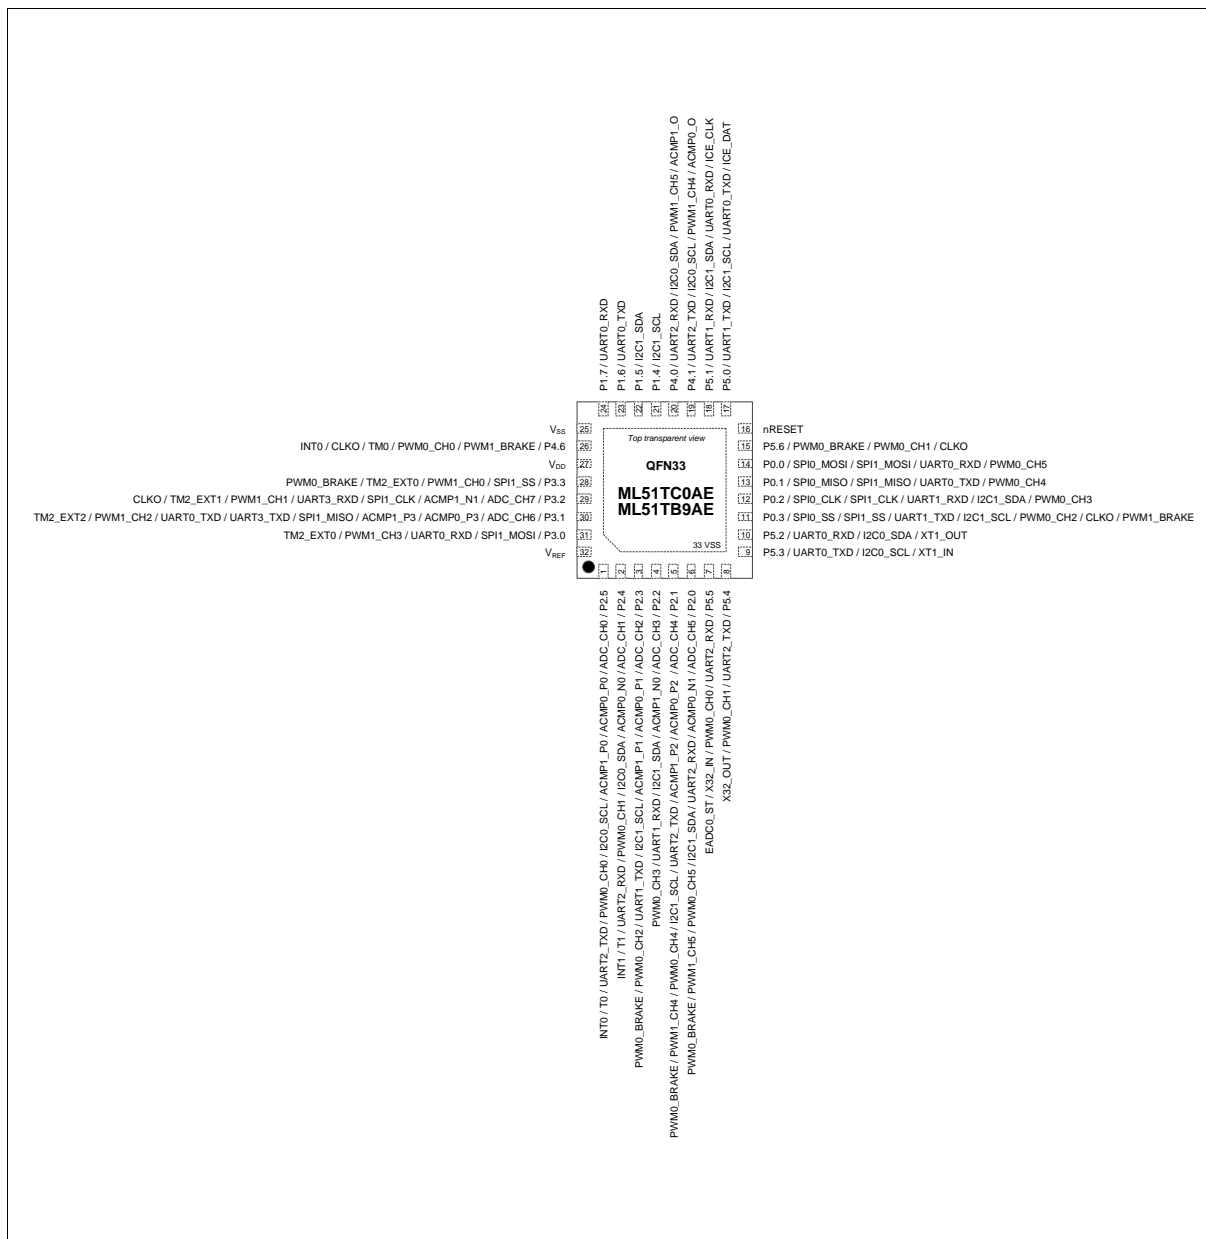 P1.7 / UART0_RXD
P1.6 / UART0_TXD
P1.5 / I2C1_SDA
P1.4 / I2C1_SCL
P4.0 / UART2_RXD / I2C0_SDA / PWM1_CH5 / ACMP1_O
P4.1 / UART2_TXD / I2C0_SCL / PWM1_CH4 / ACMP0_O
P5.1 / UART1_RXD / I2C1_SDA / UART0_RXD / ICE_CLK
P5.0 / UART1_TXD / I2C1_SCL / UART0_TXD / ICE_DAT
24 23 22 21 20 19 18 17
VSS 25
INT0 / CLKO / TM0 / PWM0_CH0 / PWM1_BRAKE / P4.6 26
VDD 27
PWM0_BRAKE / TM2_EXT0 / PWM1_CH0 / SPI1_SS / P3.3 28
CLKO / TM2_EXT1 / PWM1_CH1 / UART3_RXD / SPI1_CLK / ACMP1_N1 / ADC_CH7 / P3.2 29
TM2_EXT2 / PWM1_CH2 / UART0_TXD / UART3_TXD / SPI1_MISO / ACMP1_P3 / ACMP0_P3 / ADC_CH6 / P3.1 30
TM2_EXT0 / PWM1_CH3 / UART0_RXD / SPI1_MOSI / P3.0 31
VREF 32
Top transparent view
QFN33
ML51TC0AE
ML51TB9AE
33 VSS
16 nRESET
15 P5.6 / PWM0_BRAKE / PWM0_CH1 / CLKO
14 P0.0 / SPI0_MOSI / SPI1_MOSI / UART0_RXD / PWM0_CH5
13 P0.1 / SPI0_MISO / SPI1_MISO / UART0_TXD / PWM0_CH4
12 P0.2 / SPI0_CLK / SPI1_CLK / UART1_RXD / I2C1_SDA / PWM0_CH3
11 P0.3 / SPI0_SS / SPI1_SS / UART1_TXD / I2C1_SCL / PWM0_CH2 / CLKO / PWM1_BRAKE
10 P5.2 / UART0_RXD / I2C0_SDA / XT1_OUT
9 P5.3 / UART0_TXD / I2C0_SCL / XT1_IN
1 2 3 4 5 6 7 8
INT0 / T0 / UART2_TXD / PWM0_CH0 / I2C0_SCL / ACMP1_P0 / ACMP0_P0 / ADC_CH0 / P2.5
INT1 / T1 / UART2_RXD / PWM0_CH1 / I2C0_SDA / ACMP0_N0 / ADC_CH1 / P2.4
PWM0_BRAKE / PWM0_CH2 / UART1_TXD / I2C1_SCL / ACMP1_P1 / ACMP0_P1 / ADC_CH2 / P2.3
PWM0_CH3 / UART1_RXD / I2C1_SDA / ACMP1_N0 / ADC_CH3 / P2.2
PWM0_BRAKE / PWM1_CH4 / PWM0_CH4 / I2C1_SCL / UART2_TXD / ACMP1_P2 / ACMP0_P2 / ADC_CH4 / P2.1
PWM0_BRAKE / PWM1_CH5 / PWM0_CH5 / I2C1_SDA / UART2_RXD / ACMP0_N1 / ADC_CH5 / P2.0
EADC0_ST / X32_IN / PWM0_CH0 / UART2_RXD / P5.5
X32_OUT / PWM0_CH1 / UART2_TXD / P5.4